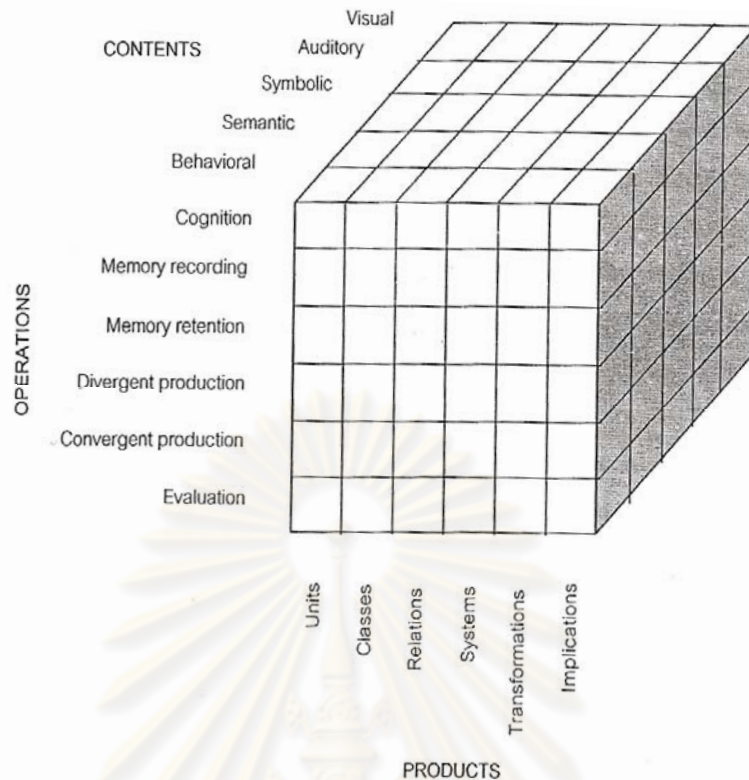 Visual
CONTENTS
Auditory
Symbolic
Semantic
Behavioral
Cognition
Memory recording
Memory retention
OPERATIONS
Divergent production
Convergent production
Evaluation
Units
Classes
Relations
Systems
Transformations
Implications
PRODUCTS